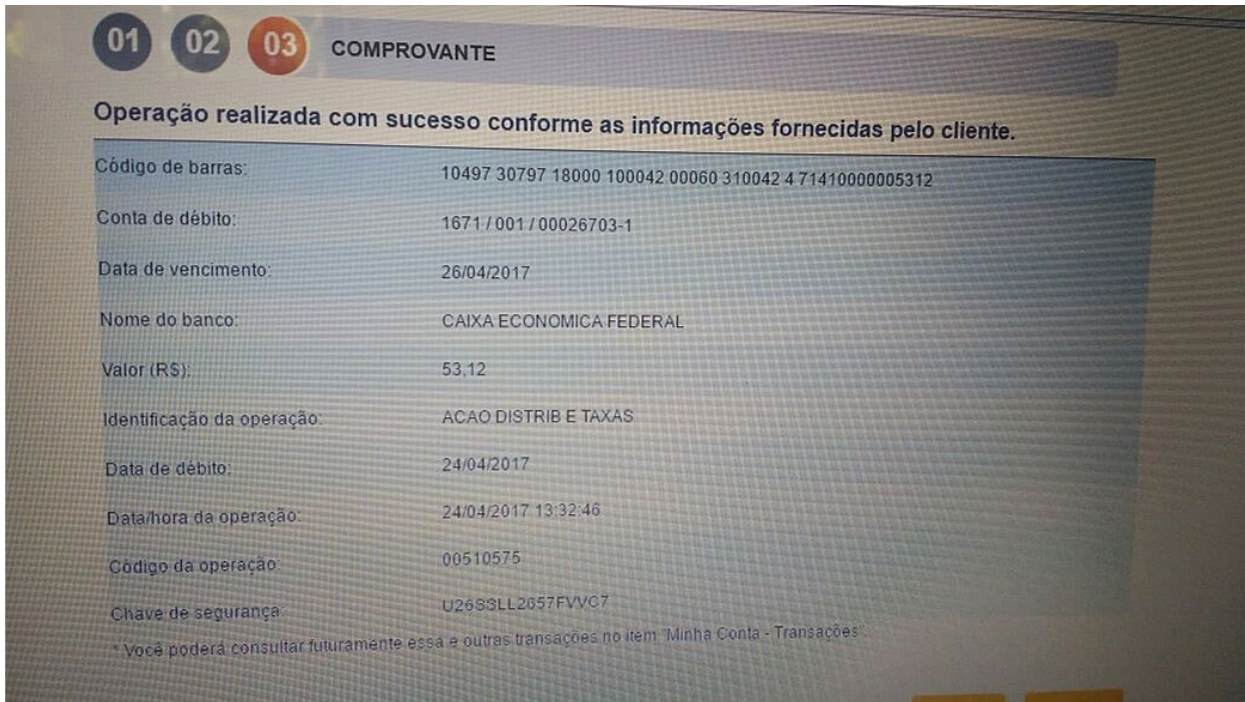 01 02 03 COMPROVANTE
Operação realizada com sucesso conforme as informações fornecidas pelo cliente.
Código de barras: 10497 30797 18000 100042 00060 310042 4 71410000005312
Conta de débito: 1671 / 001 / 00026703-1
Data de vencimento: 26/04/2017
Nome do banco: CAIXA ECONOMICA FEDERAL
Valor (R$): 53,12
Identificação da operação: ACAO DISTRIB E TAXAS
Data de débito: 24/04/2017
Data/hora da operação: 24/04/2017 13:32:46
Código da operação: 00510575
Chave de segurança:
* Você poderá consultar futuramente essa e outras transações no item "Minha Conta - Transações".